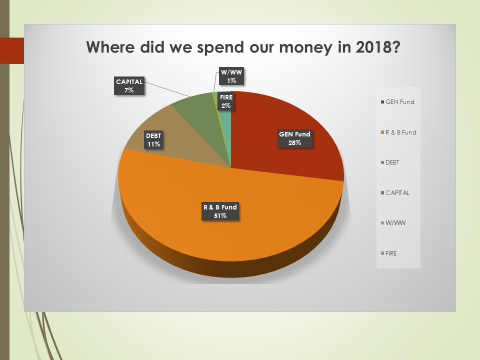 Where did we spend our money in 2018?
W/WW
1%
CAPITAL
7%
FIRE
2%
GEN Fund
28%
DEBT
11%
R & B Fund
51%
GEN Fund
R & B Fund
DEBT
CAPITAL
W/WW
FIRE